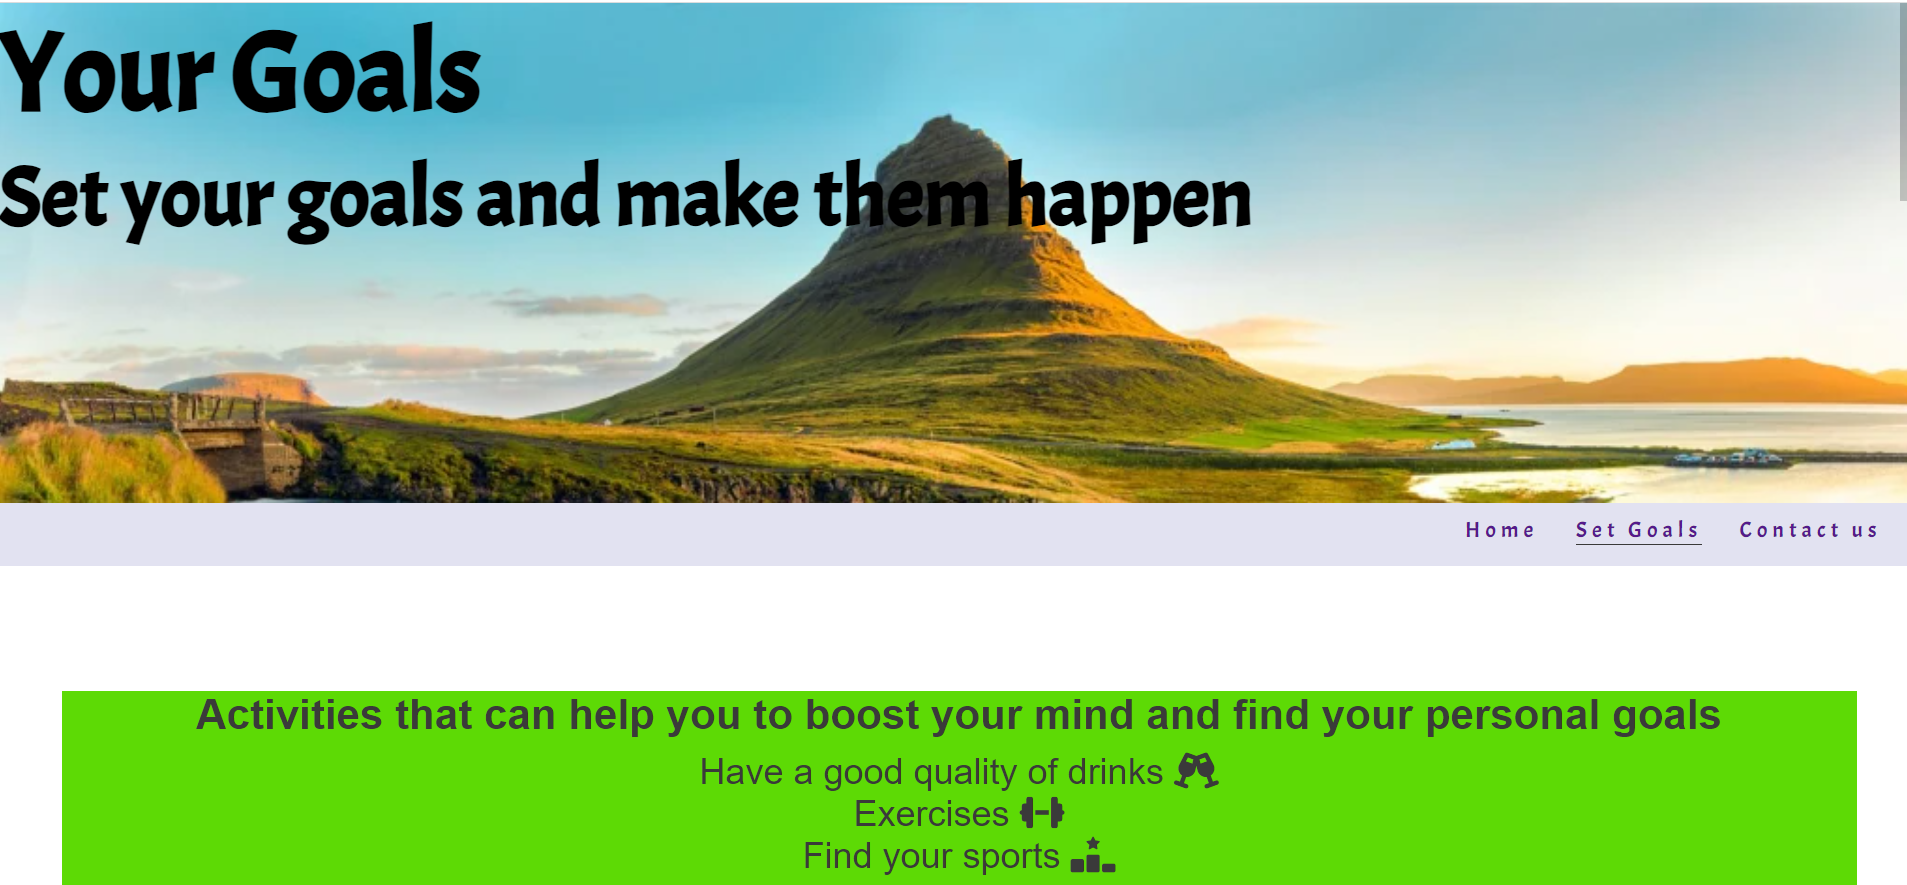 Your Goals
Set your goals and make them happen
Home Set Goals Contact us
Activities that can help you to boost your mind and find your personal goals
Have a good quality of drinks
Exercises
Find your sports